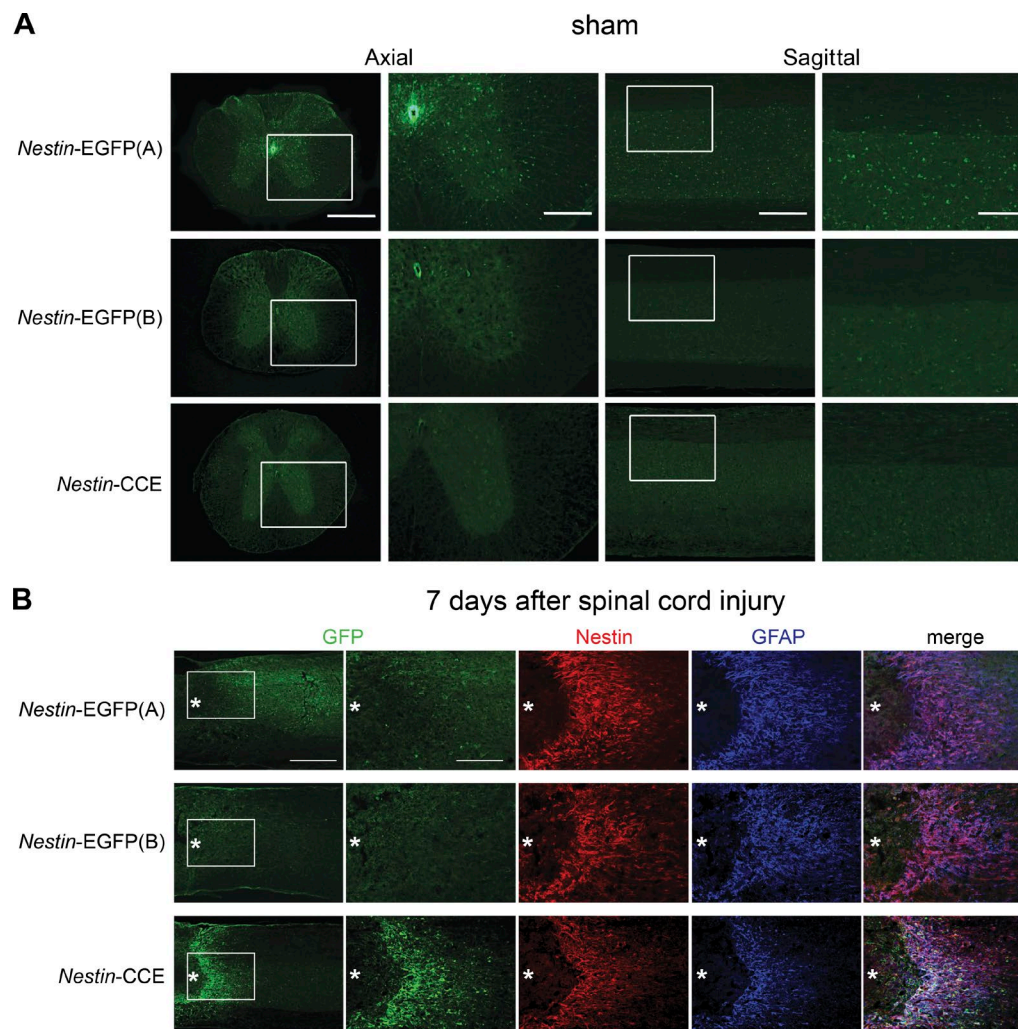 A
sham
Axial
Sagittal
Nestin-EGFP(A)
Nestin-EGFP(B)
Nestin-CCE
B
7 days after spinal cord injury
GFP
Nestin
GFAP
merge
Nestin-EGFP(A)
* * * * *
Nestin-EGFP(B)
* * * * *
Nestin-CCE
* * * * *